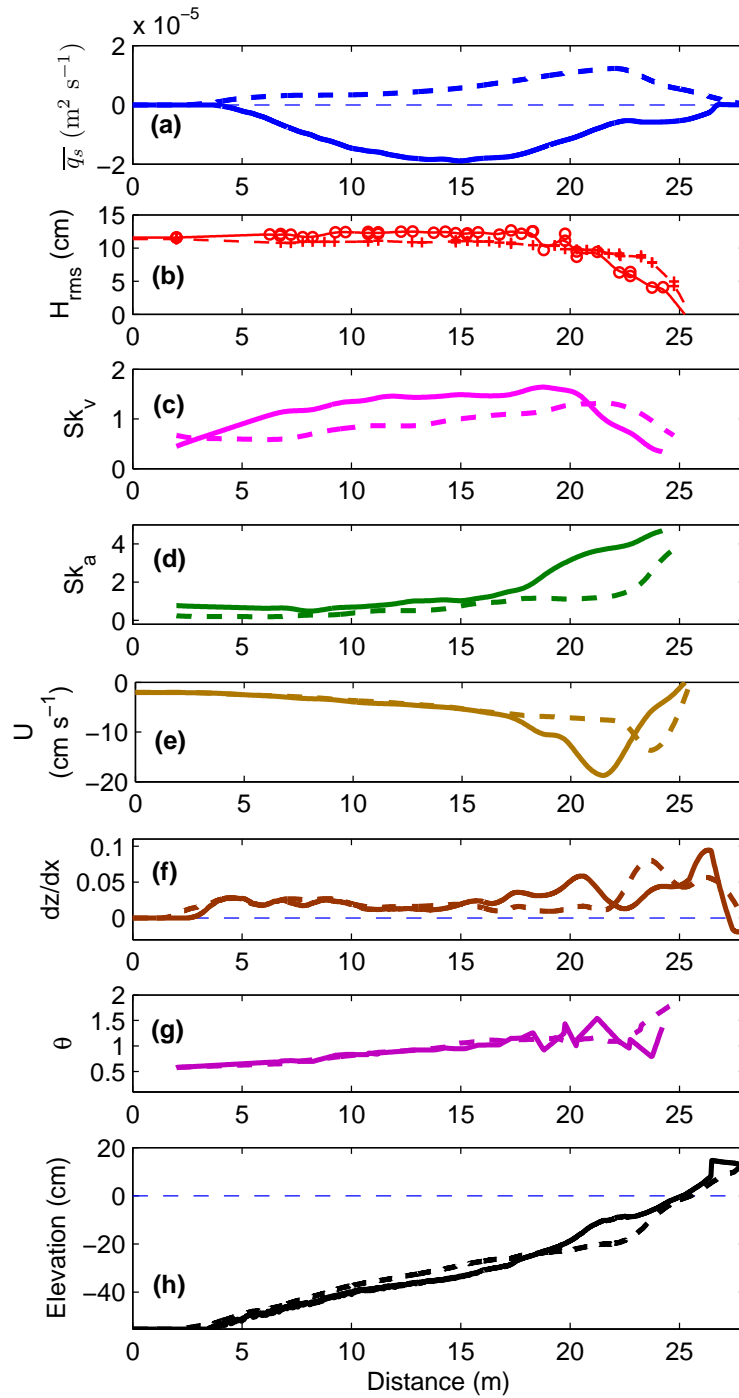 x 10⁻⁵
2
0
−2
q̅s̅ (m² s⁻¹)
(a)
0 5 10 15 20 25
15
10
5
0
Hrms (cm)
(b)
0 5 10 15 20 25
2
1
0
Skv
(c)
0 5 10 15 20 25
4
2
0
Ska
(d)
0 5 10 15 20 25
0
−10
−20
U
(cm s⁻¹)
(e)
0 5 10 15 20 25
0.1
0.05
0
dz/dx
(f)
0 5 10 15 20 25
2
1.5
1
0.5
θ
(g)
0 5 10 15 20 25
20
0
−20
−40
Elevation (cm)
(h)
0 5 10 15 20 25
Distance (m)